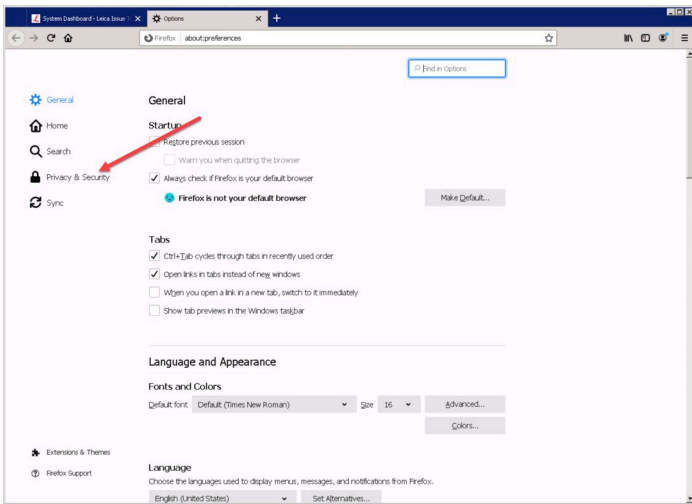 System Dashboard - Leica Issue
Options
Firefox about:preferences
Find in Options
General
Home
Search
Privacy & Security
Sync
General
Startup
Restore previous session
Warn you when quitting the browser
Always check if Firefox is your default browser
Firefox is not your default browser
Make Default...
Tabs
Ctrl+Tab cycles through tabs in recently used order
Open links in tabs instead of new windows
When you open a link in a new tab, switch to it immediately
Show tab previews in the Windows taskbar
Language and Appearance
Fonts and Colors
Default font Default (Times New Roman) Size 16 Advanced...
Colors...
Extensions & Themes
Firefox Support
Language
Choose the languages used to display menus, messages, and notifications from Firefox.
English (United States) Set Alternatives...